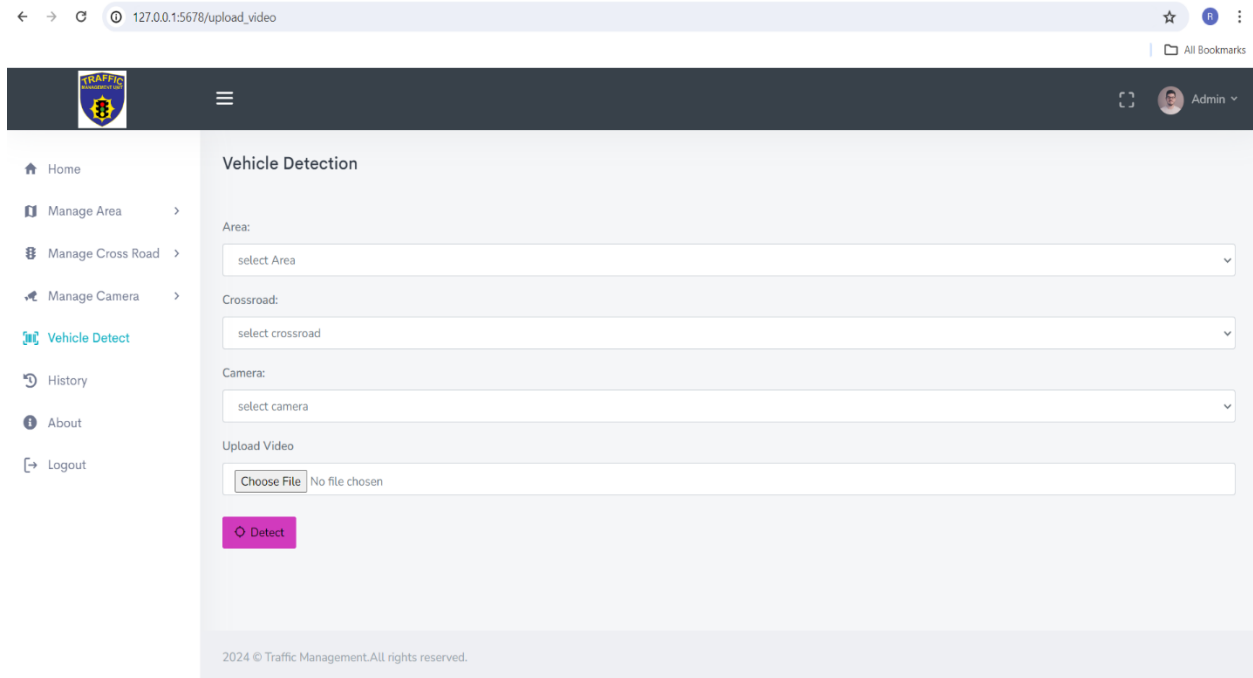 127.0.0.1:5678/upload_video
R
All Bookmarks
TRAFFIC
MANAGEMENT UNIT
Admin
Home
Manage Area
Manage Cross Road
Manage Camera
Vehicle Detect
History
About
Logout
Vehicle Detection
Area:
select Area
Crossroad:
select crossroad
Camera:
select camera
Upload Video
Choose File No file chosen
Detect
2024 © Traffic Management.All rights reserved.